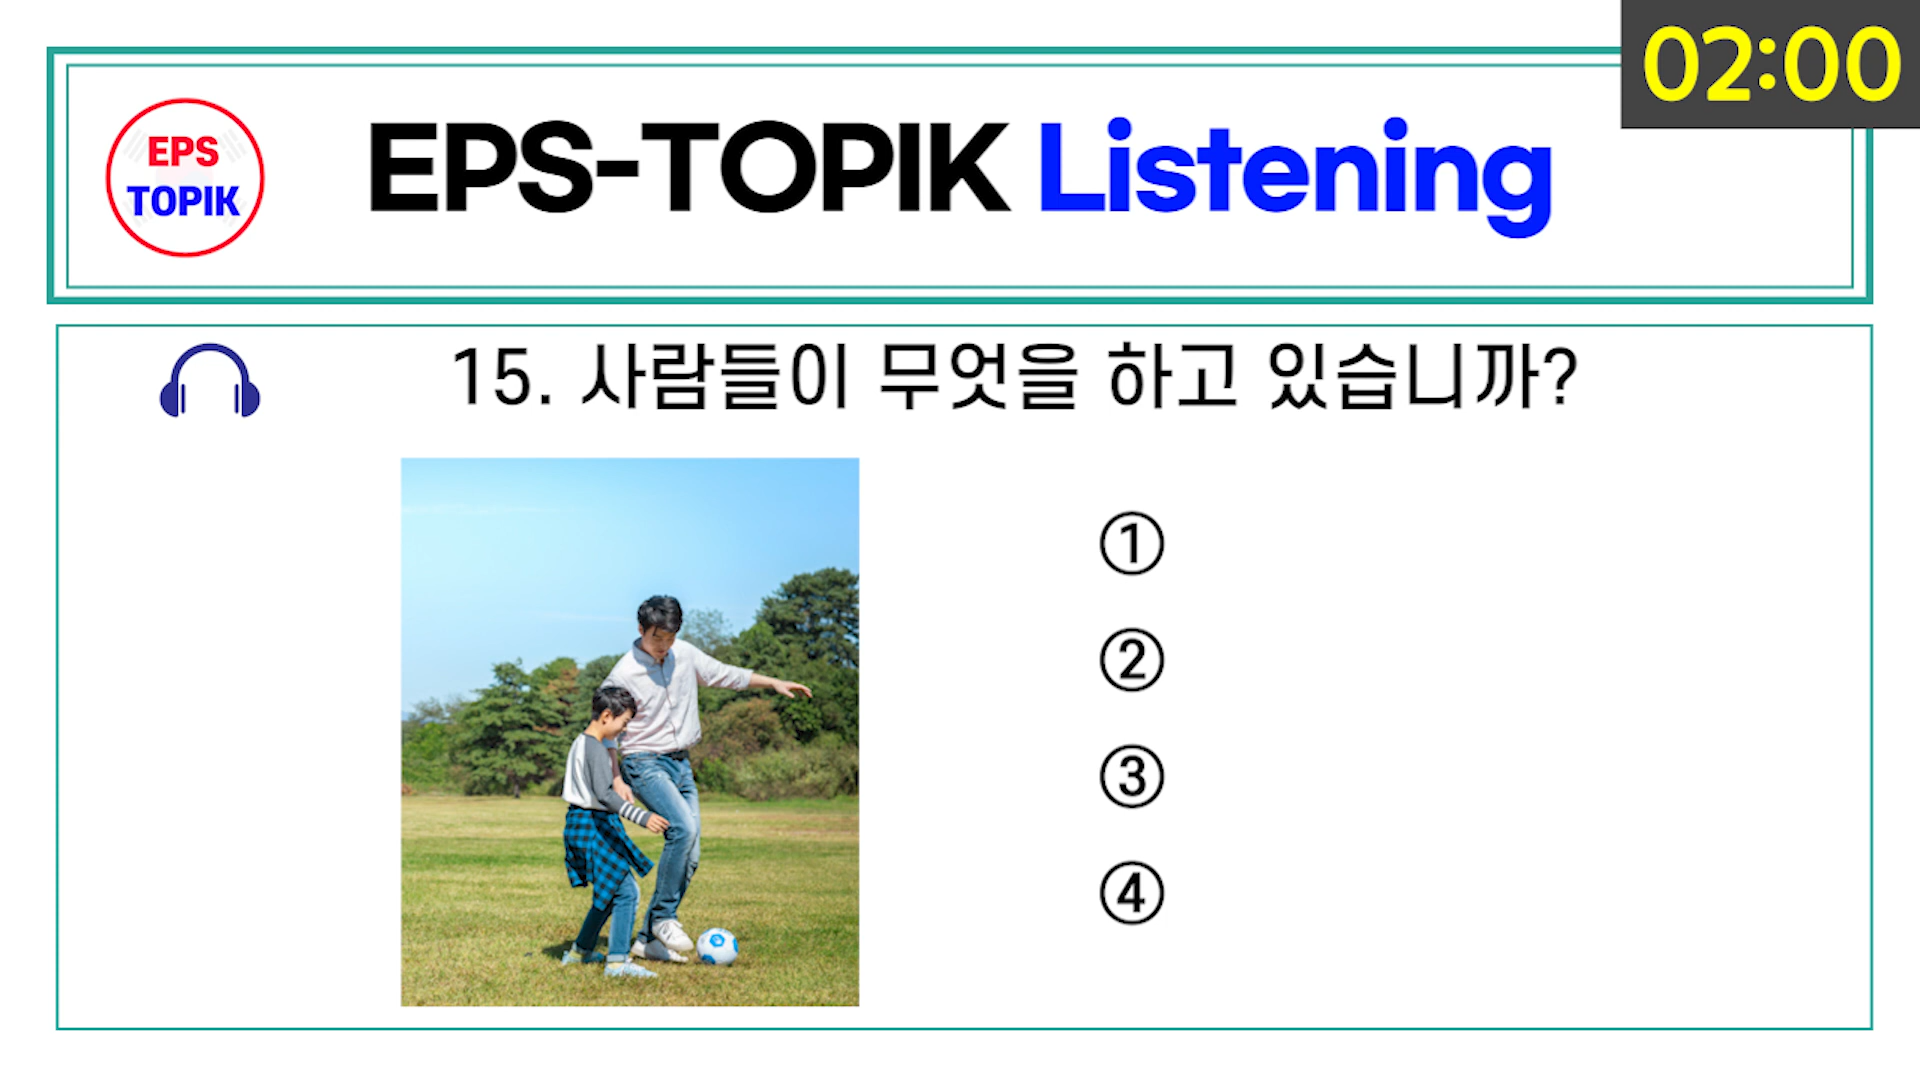 02:00
EPS
TOPIK
EPS-TOPIK Listening
15. 사람들이 무엇을 하고 있습니까?
①
②
③
④